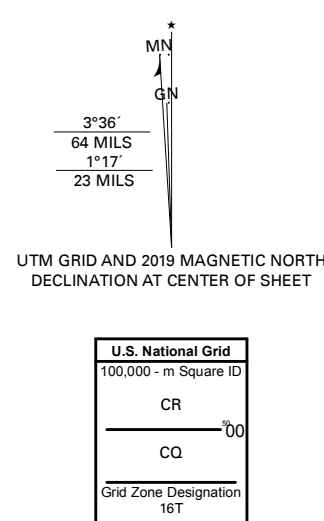 ★
MN
GN
3°36´
64 MILS
1°17´
23 MILS
UTM GRID AND 2019 MAGNETIC NORTH
DECLINATION AT CENTER OF SHEET
U.S. National Grid
100,000 - m Square ID
CR
⁵⁰00
CQ
Grid Zone Designation
16T